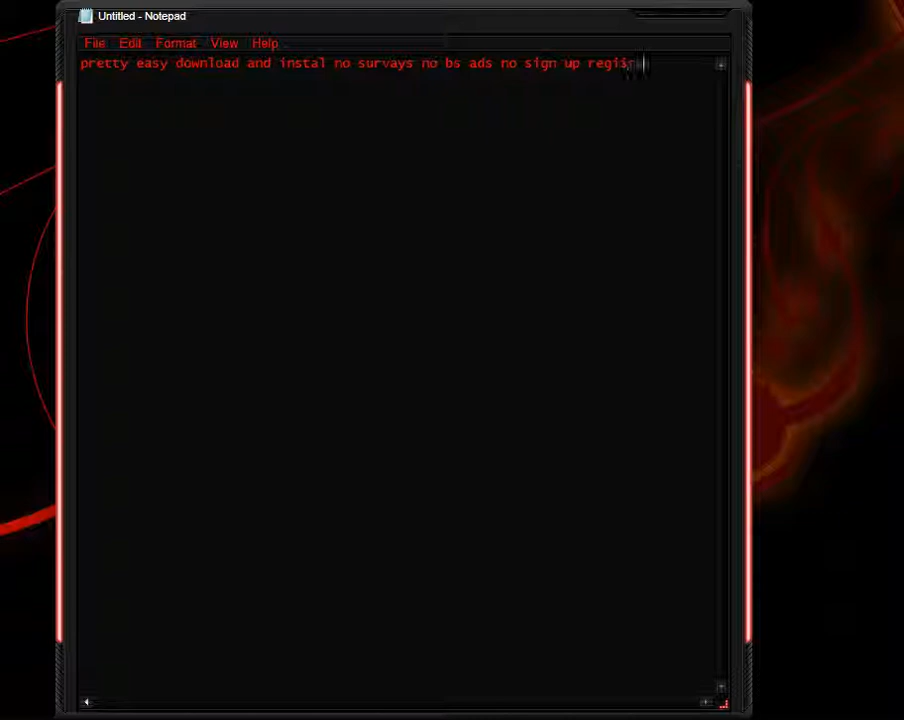 Untitled - Notepad
File Edit Format View Help
pretty easy download and instal no survays no bs ads no sign up